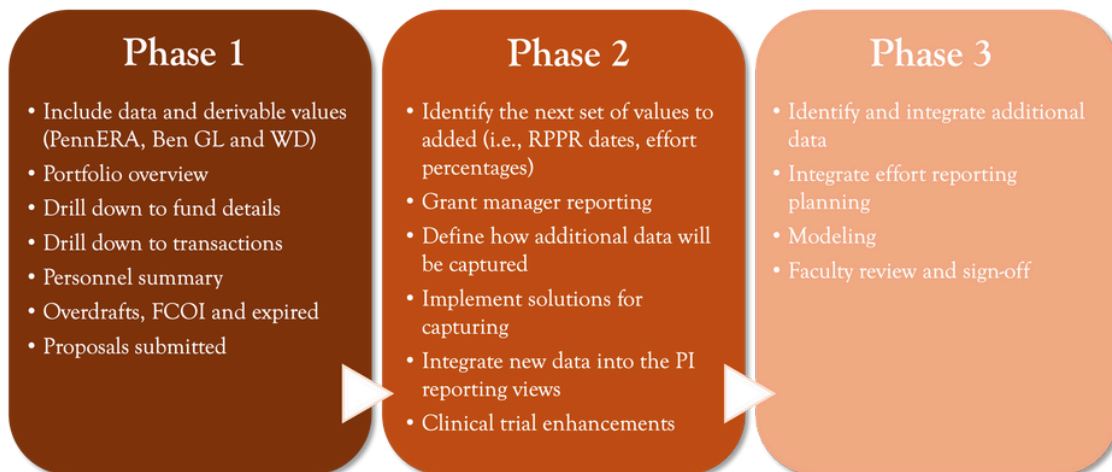 Phase 1
• Include data and derivable values
(PennERA, Ben GL and WD)
• Portfolio overview
• Drill down to fund details
• Drill down to transactions
• Personnel summary
• Overdrafts, FCOI and expired
• Proposals submitted
Phase 2
• Identify the next set of values to
added (i.e., RPPR dates, effort
percentages)
• Grant manager reporting
• Define how additional data will
be captured
• Implement solutions for
capturing
• Integrate new data into the PI
reporting views
• Clinical trial enhancements
Phase 3
• Identify and integrate additional
data
• Integrate effort reporting
planning
• Modeling
• Faculty review and sign-off